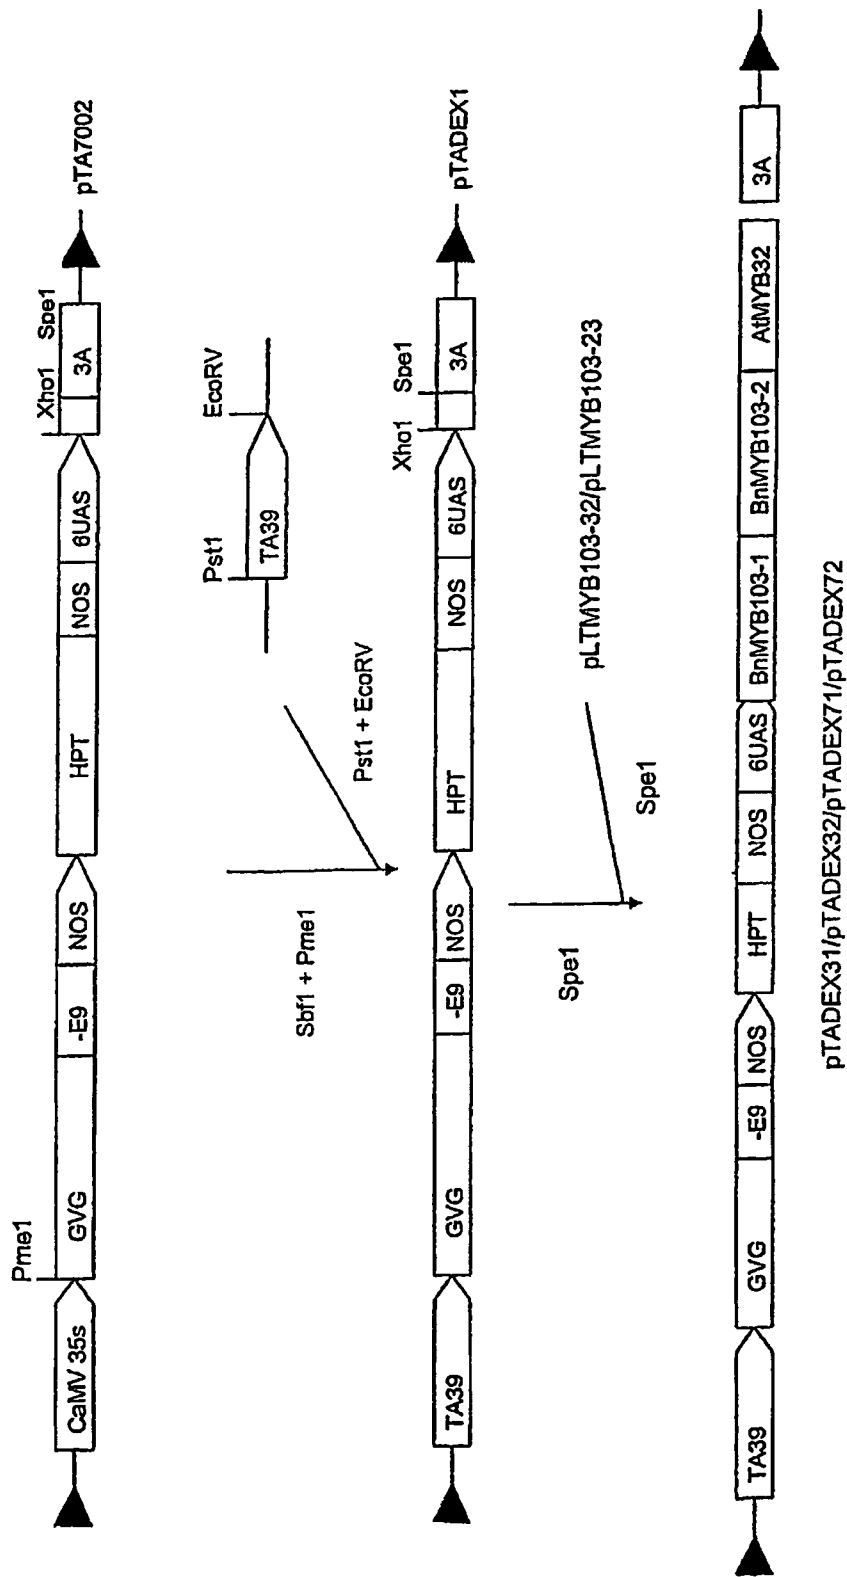 Pme1
Xho1 Spe1
CaMV 35s GVG -E9 NOS HPT NOS 6UAS 3A pTA7002
Pst1 EcoRV
TA39
Sbf1 + Pme1
Pst1 + EcoRV
Xho1 Spe1
TA39 GVG -E9 NOS HPT NOS 6UAS 3A pTADEX1
pLTMYB103-32/pLTMYB103-23
Spe1
Spe1
TA39 GVG -E9 NOS HPT NOS 6UAS BnMYB103-1 BnMYB103-2 AtMYB32 3A
pTADEX31/pTADEX32/pTADEX71/pTADEX72